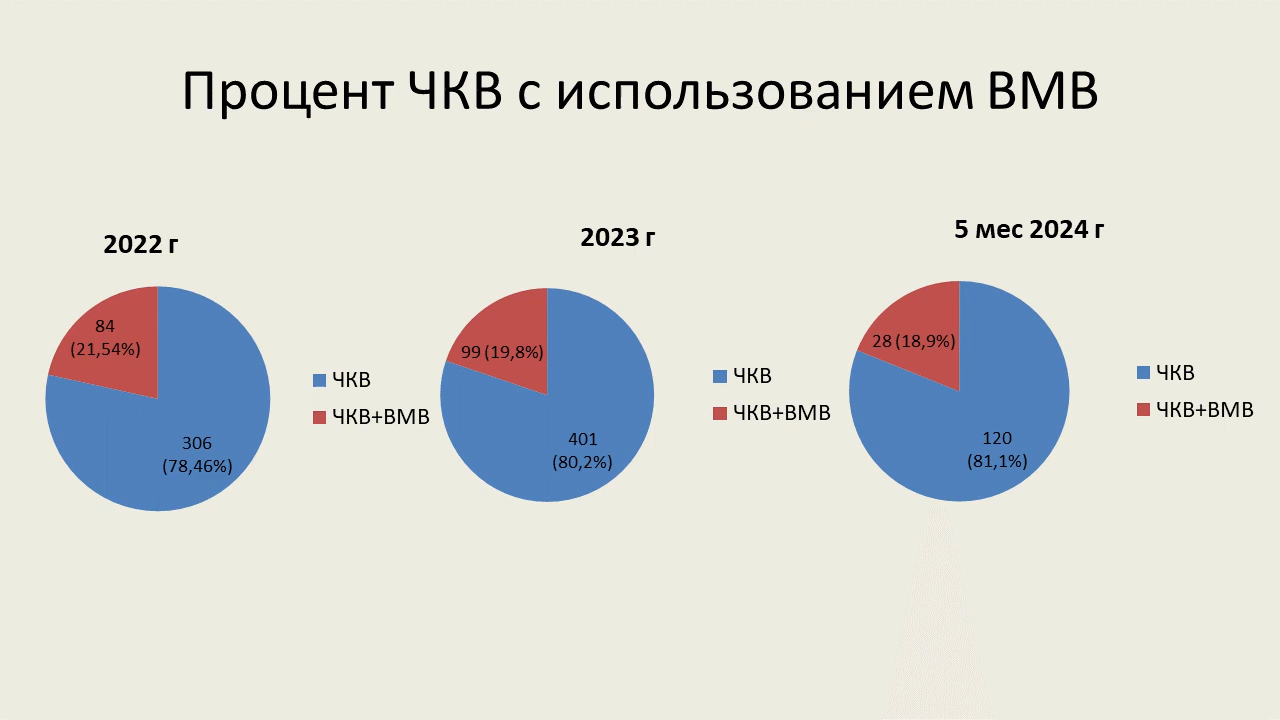 Процент ЧКВ с использованием ВМВ
2022 г
84
(21,54%)
306
(78,46%)
ЧКВ
ЧКВ+ВМВ
2023 г
99 (19,8%)
401
(80,2%)
ЧКВ
ЧКВ+ВМВ
5 мес 2024 г
28 (18,9%)
120
(81,1%)
ЧКВ
ЧКВ+ВМВ